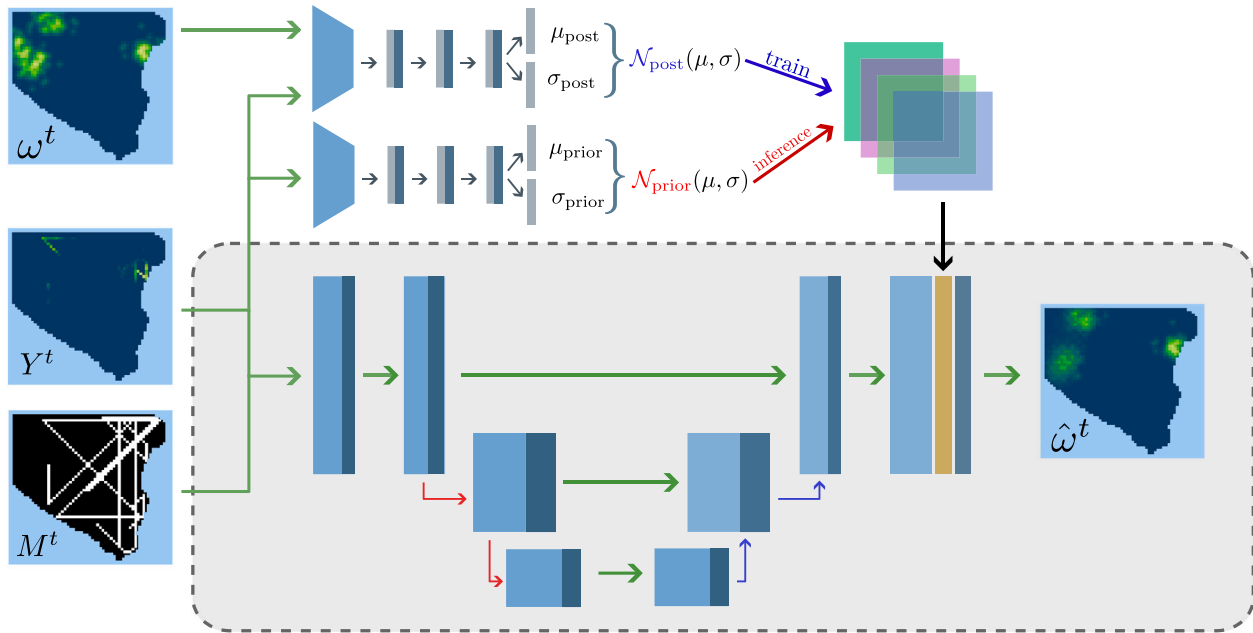 ω^t
μ_post
σ_post
𝒩_post(μ, σ)
train
μ_prior
σ_prior
𝒩_prior(μ, σ)
inference
Y^t
M^t
ω̂^t